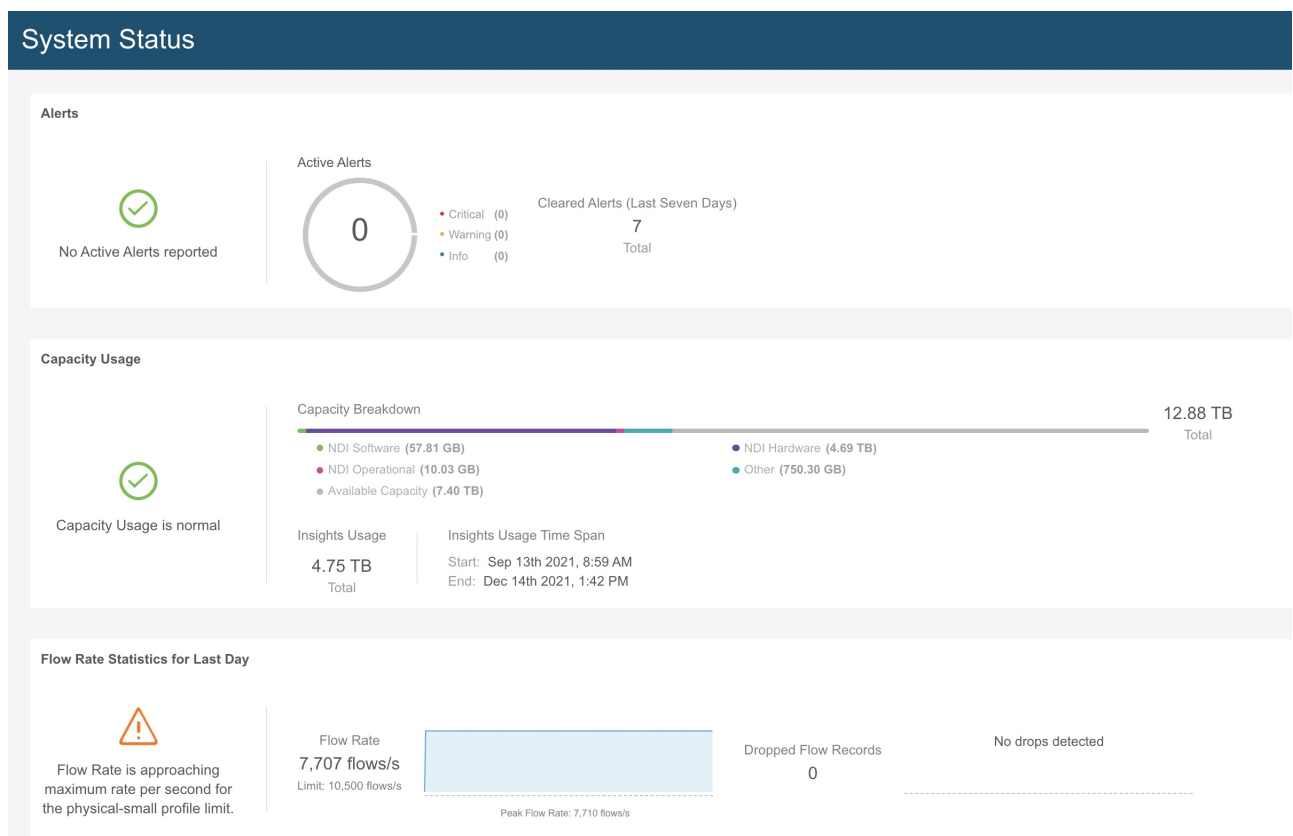 System Status
Alerts
No Active Alerts reported
Active Alerts
0
Critical (0)
Warning (0)
Info (0)
Cleared Alerts (Last Seven Days)
7
Total
Capacity Usage
Capacity Usage is normal
Capacity Breakdown
12.88 TB
Total
NDI Software (57.81 GB)
NDI Hardware (4.69 TB)
NDI Operational (10.03 GB)
Other (750.30 GB)
Available Capacity (7.40 TB)
Insights Usage
4.75 TB
Total
Insights Usage Time Span
Start: Sep 13th 2021, 8:59 AM
End: Dec 14th 2021, 1:42 PM
Flow Rate Statistics for Last Day
Flow Rate is approaching
maximum rate per second for
the physical-small profile limit.
Flow Rate
7,707 flows/s
Limit: 10,500 flows/s
Peak Flow Rate: 7,710 flows/s
Dropped Flow Records
0
No drops detected